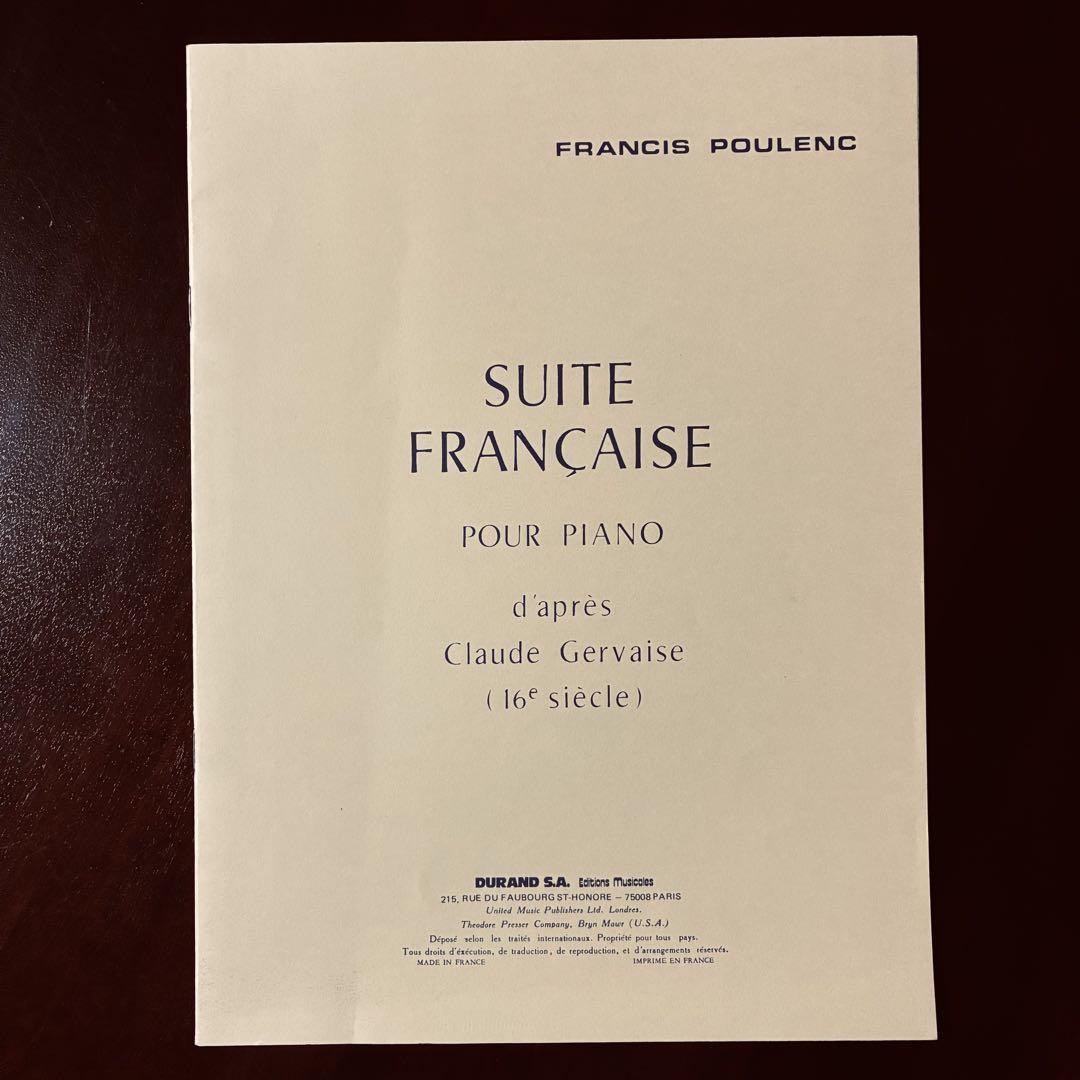 FRANCIS POULENC
SUITE
FRANÇAISE
POUR PIANO
d'après
Claude Gervaise
(16e siècle)
DURAND S.A. Editions Musicales
215, RUE DU FAUBOURG ST-HONORE – 75008 PARIS
United Music Publishers Ltd. Londres.
Theodore Presser Company, Bryn Mawr (U.S.A.)
Déposé selon les traités internationaux. Propriété pour tous pays.
Tous droits d'éxécution, de traduction, de reproduction, et d'arrangements réservés.
MADE IN FRANCE IMPRIME EN FRANCE